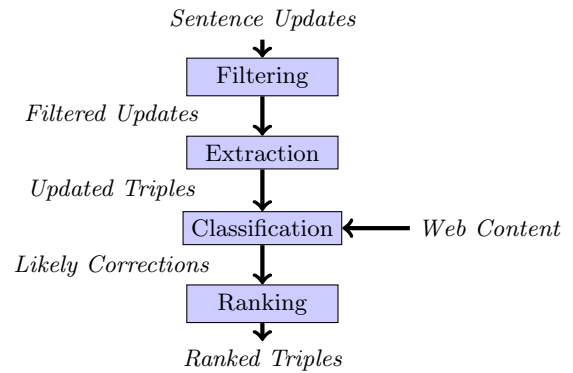 Sentence Updates
Filtering
Filtered Updates
Extraction
Updated Triples
Classification
Web Content
Likely Corrections
Ranking
Ranked Triples